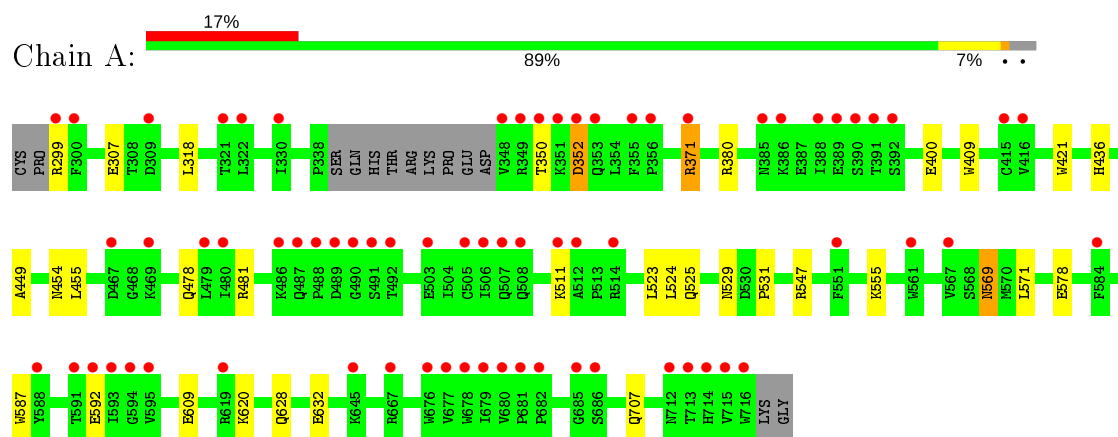 17%
Chain A:
89% 7% • •
CYS PRO R299 F300 E307 T308 D309 L318 T321 L322 I330 P338 SER GLN HIS THR ARG LYS PRO GLU ASP V348 R349 T350 K351 D352 Q353 L354 F355 P356 R371 R380 N385 K386 E387 I388 E389 S390 T391 S392 E400 W409 C415 V416 W421 H436
A449 N454 L455 D467 G468 K469 Q478 L479 I480 R481 K486 Q487 P488 D489 G490 S491 T492 E503 I504 C505 I506 Q507 Q508 K511 A512 P513 R514 L523 L524 Q525 N529 D530 P531 R547 F551 K555 W561 V567 S568 N569 M570 L571 E578 F584
W587 Y588 T591 E592 I593 G594 V595 E609 R619 K620 Q628 E632 K645 R667 W676 V677 W678 I679 V680 P681 P682 G685 S686 Q707 N712 T713 H714 V715 W716 LYS GLY